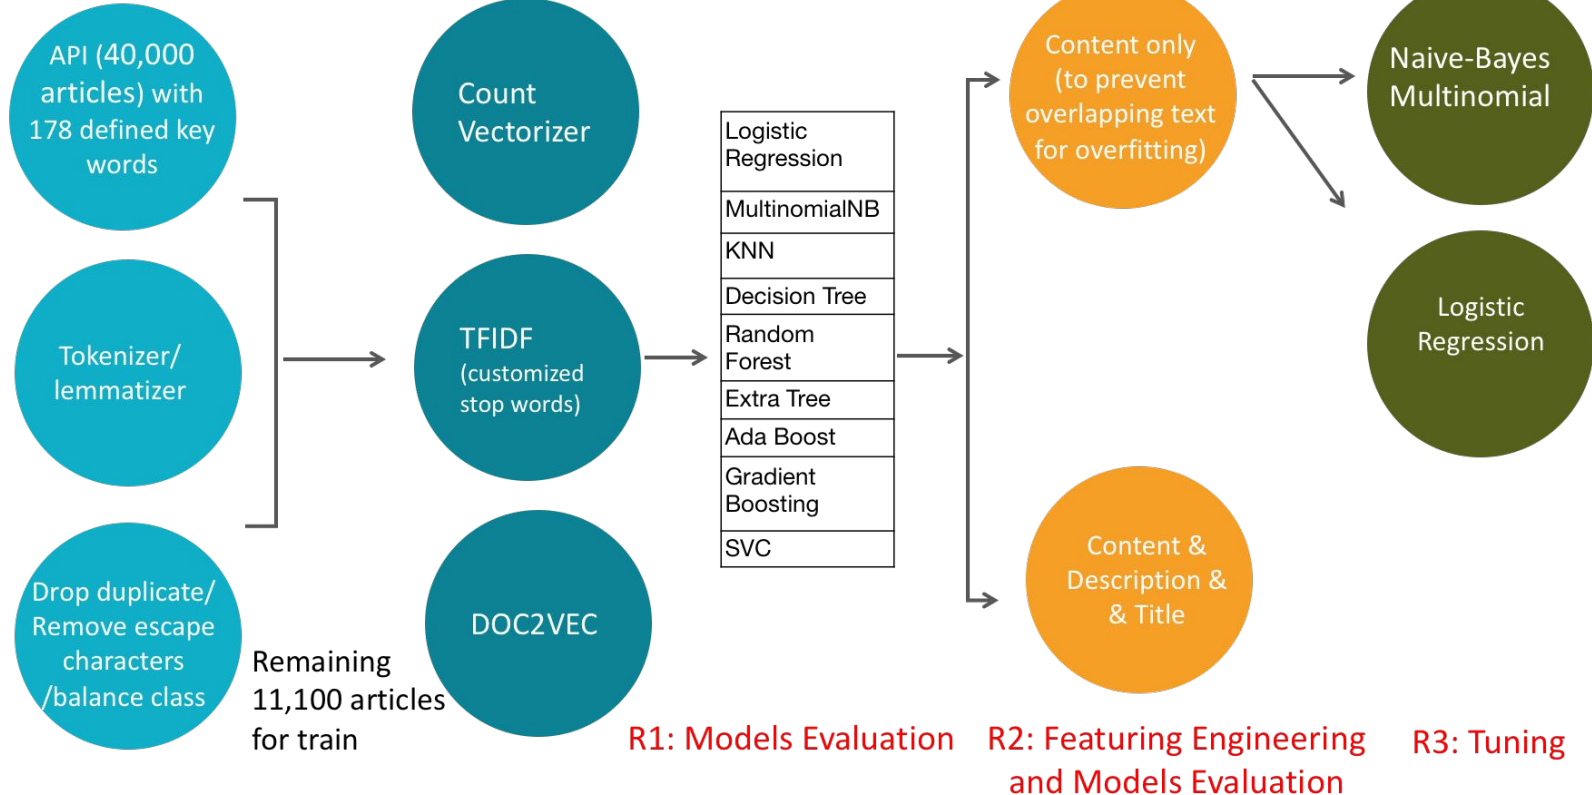 API (40,000
articles) with
178 defined key
words
Tokenizer/
lemmatizer
Drop duplicate/
Remove escape
characters
/balance class
Remaining
11,100 articles
for train
Count
Vectorizer
TFIDF
(customized
stop words)
DOC2VEC
Logistic
Regression
MultinomialNB
KNN
Decision Tree
Random
Forest
Extra Tree
Ada Boost
Gradient
Boosting
SVC
R1: Models Evaluation
Content only
(to prevent
overlapping text
for overfitting)
Content &
Description &
& Title
R2: Featuring Engineering
and Models Evaluation
Naive-Bayes
Multinomial
Logistic
Regression
R3: Tuning